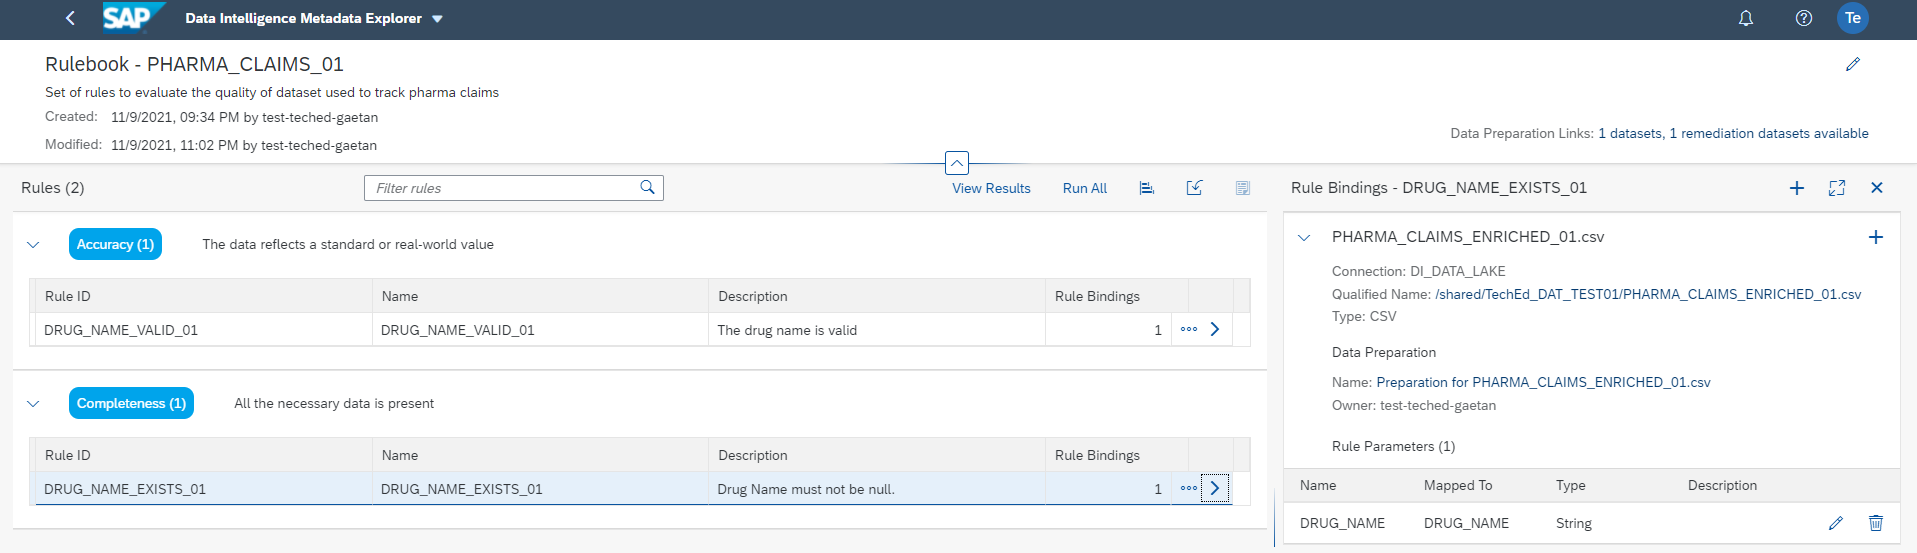 SAP Data Intelligence Metadata Explorer Te
Rulebook - PHARMA_CLAIMS_01
Set of rules to evaluate the quality of dataset used to track pharma claims
Created: 11/9/2021, 09:34 PM by test-teched-gaetan
Modified: 11/9/2021, 11:02 PM by test-teched-gaetan
Data Preparation Links: 1 datasets, 1 remediation datasets available
Rules (2) Filter rules View Results Run All
Accuracy (1) The data reflects a standard or real-world value
Rule ID Name Description Rule Bindings
DRUG_NAME_VALID_01 DRUG_NAME_VALID_01 The drug name is valid 1
Completeness (1) All the necessary data is present
Rule ID Name Description Rule Bindings
DRUG_NAME_EXISTS_01 DRUG_NAME_EXISTS_01 Drug Name must not be null. 1
Rule Bindings - DRUG_NAME_EXISTS_01
PHARMA_CLAIMS_ENRICHED_01.csv
Connection: DI_DATA_LAKE
Qualified Name: /shared/TechEd_DAT_TEST01/PHARMA_CLAIMS_ENRICHED_01.csv
Type: CSV
Data Preparation
Name: Preparation for PHARMA_CLAIMS_ENRICHED_01.csv
Owner: test-teched-gaetan
Rule Parameters (1)
Name Mapped To Type Description
DRUG_NAME DRUG_NAME String